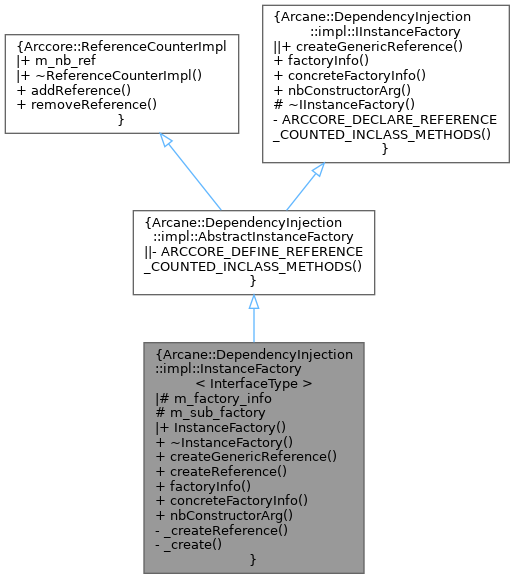 {Arccore::ReferenceCounterImpl
|+ m_nb_ref
|+ ~ReferenceCounterImpl()
+ addReference()
+ removeReference()
}
{Arcane::DependencyInjection
::impl::IInstanceFactory
||+ createGenericReference()
+ factoryInfo()
+ concreteFactoryInfo()
+ nbConstructorArg()
# ~IInstanceFactory()
- ARCCORE_DECLARE_REFERENCE
_COUNTED_INCLASS_METHODS()
}
{Arcane::DependencyInjection
::impl::AbstractInstanceFactory
||- ARCCORE_DEFINE_REFERENCE
_COUNTED_INCLASS_METHODS()
}
{Arcane::DependencyInjection
::impl::InstanceFactory
< InterfaceType >
|# m_factory_info
# m_sub_factory
|+ InstanceFactory()
+ ~InstanceFactory()
+ createGenericReference()
+ createReference()
+ factoryInfo()
+ concreteFactoryInfo()
+ nbConstructorArg()
- _createReference()
- _create()
}